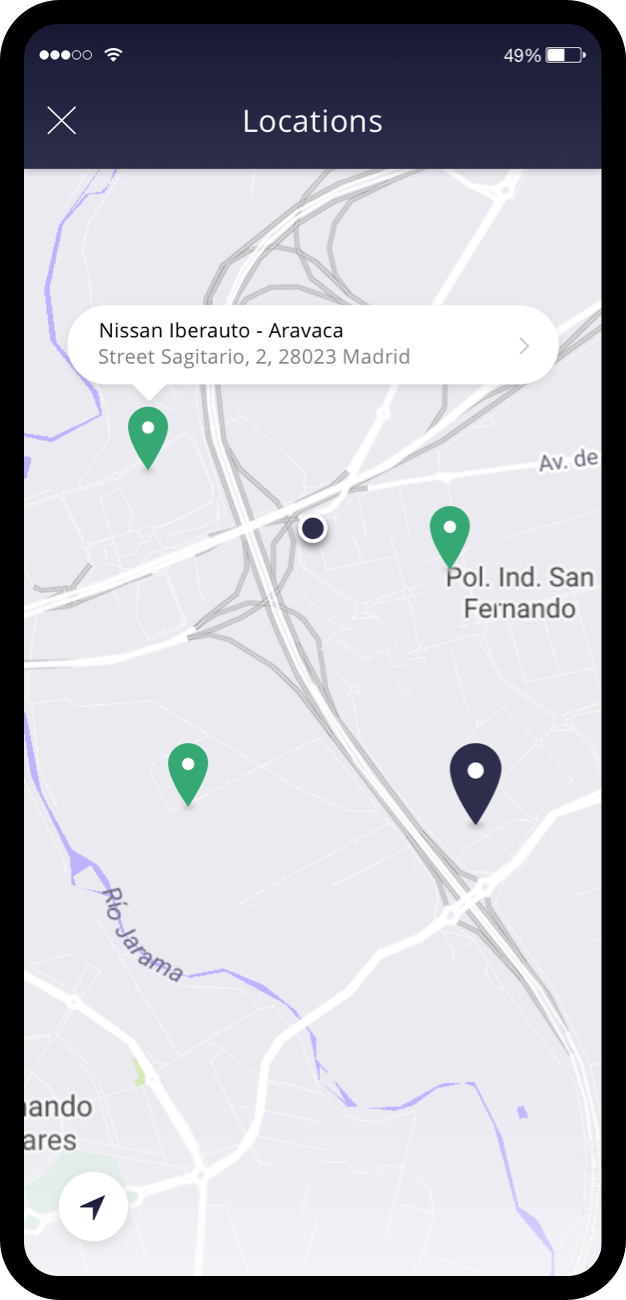 49%
Locations
Nissan Iberauto - Aravaca
Street Sagitario, 2, 28023 Madrid
Av. de
Pol. Ind. San
Fernando
Río Jarama
nando
ares